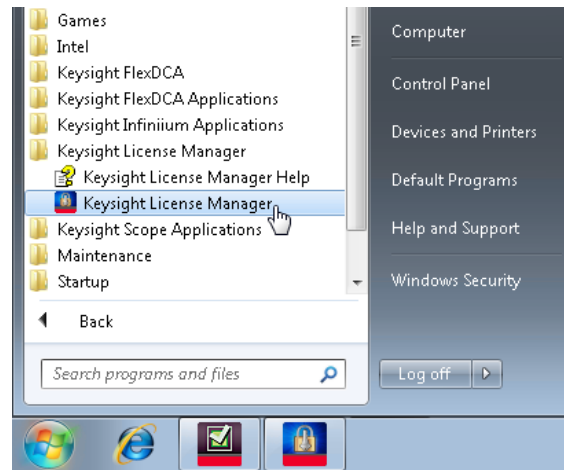 Games
Intel
Keysight FlexDCA
Keysight FlexDCA Applications
Keysight Infiniium Applications
Keysight License Manager
Keysight License Manager Help
Keysight License Manager
Keysight Scope Applications
Maintenance
Startup
Back
Search programs and files
Computer
Control Panel
Devices and Printers
Default Programs
Help and Support
Windows Security
Log off